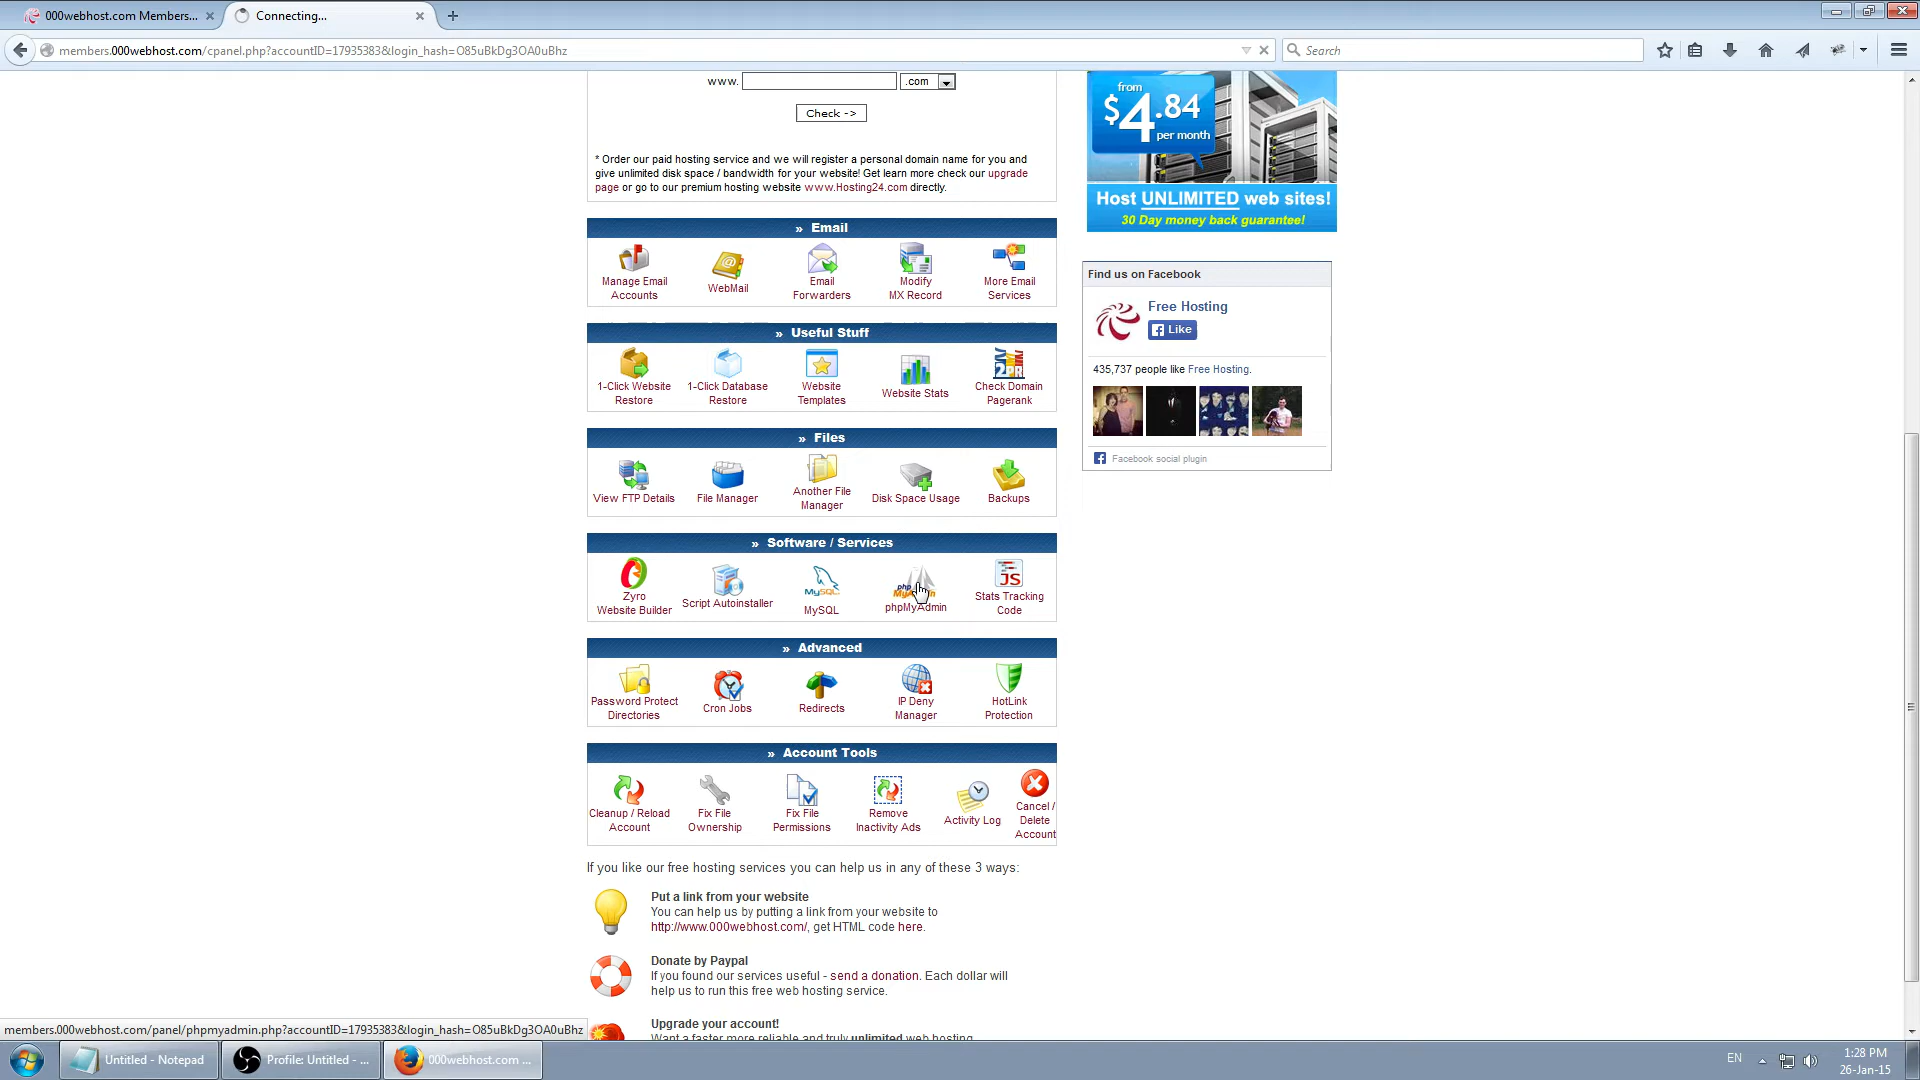 000webhost.com Members...
Connecting...
members.000webhost.com/cpanel.php?accountID=17935383&login_hash=O85uBkDg3OA0uBhz
Search
www.
.com
Check ->
* Order our paid hosting service and we will register a personal domain name for you and
give unlimited disk space / bandwidth for your website! Get learn more check our upgrade
page or go to our premium hosting website www.Hosting24.com directly.
from
$4.84
per month
Host UNLIMITED web sites!
30 Day money back guarantee!
» Email
Manage Email
Accounts
WebMail
Email
Forwarders
Modify
MX Record
More Email
Services
Find us on Facebook
Free Hosting
Like
435,737 people like Free Hosting.
Facebook social plugin
» Useful Stuff
1-Click Website
Restore
1-Click Database
Restore
Website
Templates
Website Stats
Check Domain
Pagerank
» Files
View FTP Details
File Manager
Another File
Manager
Disk Space Usage
Backups
» Software / Services
Zyro
Website Builder
Script Autoinstaller
MySQL
MySQL
phpMyAdmin
JS
Stats Tracking
Code
» Advanced
Password Protect
Directories
Cron Jobs
Redirects
IP Deny
Manager
HotLink
Protection
» Account Tools
Cleanup / Reload
Account
Fix File
Ownership
Fix File
Permissions
Remove
Inactivity Ads
Activity Log
Cancel /
Delete
Account
If you like our free hosting services you can help us in any of these 3 ways:
Put a link from your website
You can help us by putting a link from your website to
http://www.000webhost.com/, get HTML code here.
Donate by Paypal
If you found our services useful - send a donation. Each dollar will
help us to run this free web hosting service.
Upgrade your account!
Want a faster more reliable and truly unlimited web hosting
members.000webhost.com/panel/phpmyadmin.php?accountID=17935383&login_hash=O85uBkDg3OA0uBhz
Untitled - Notepad
Profile: Untitled - ...
000webhost.com ...
EN
1:28 PM
26-Jan-15